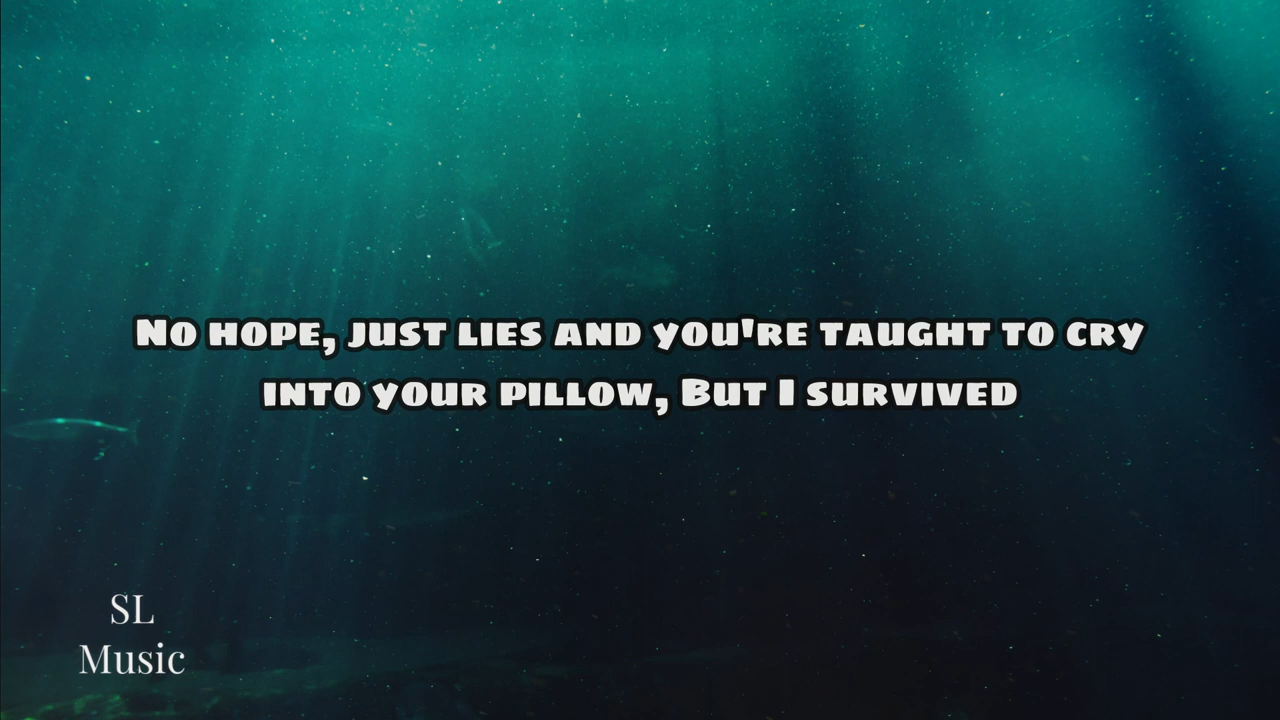 No hope, just lies and you're taught to cry
into your pillow, But I survived
SL
Music